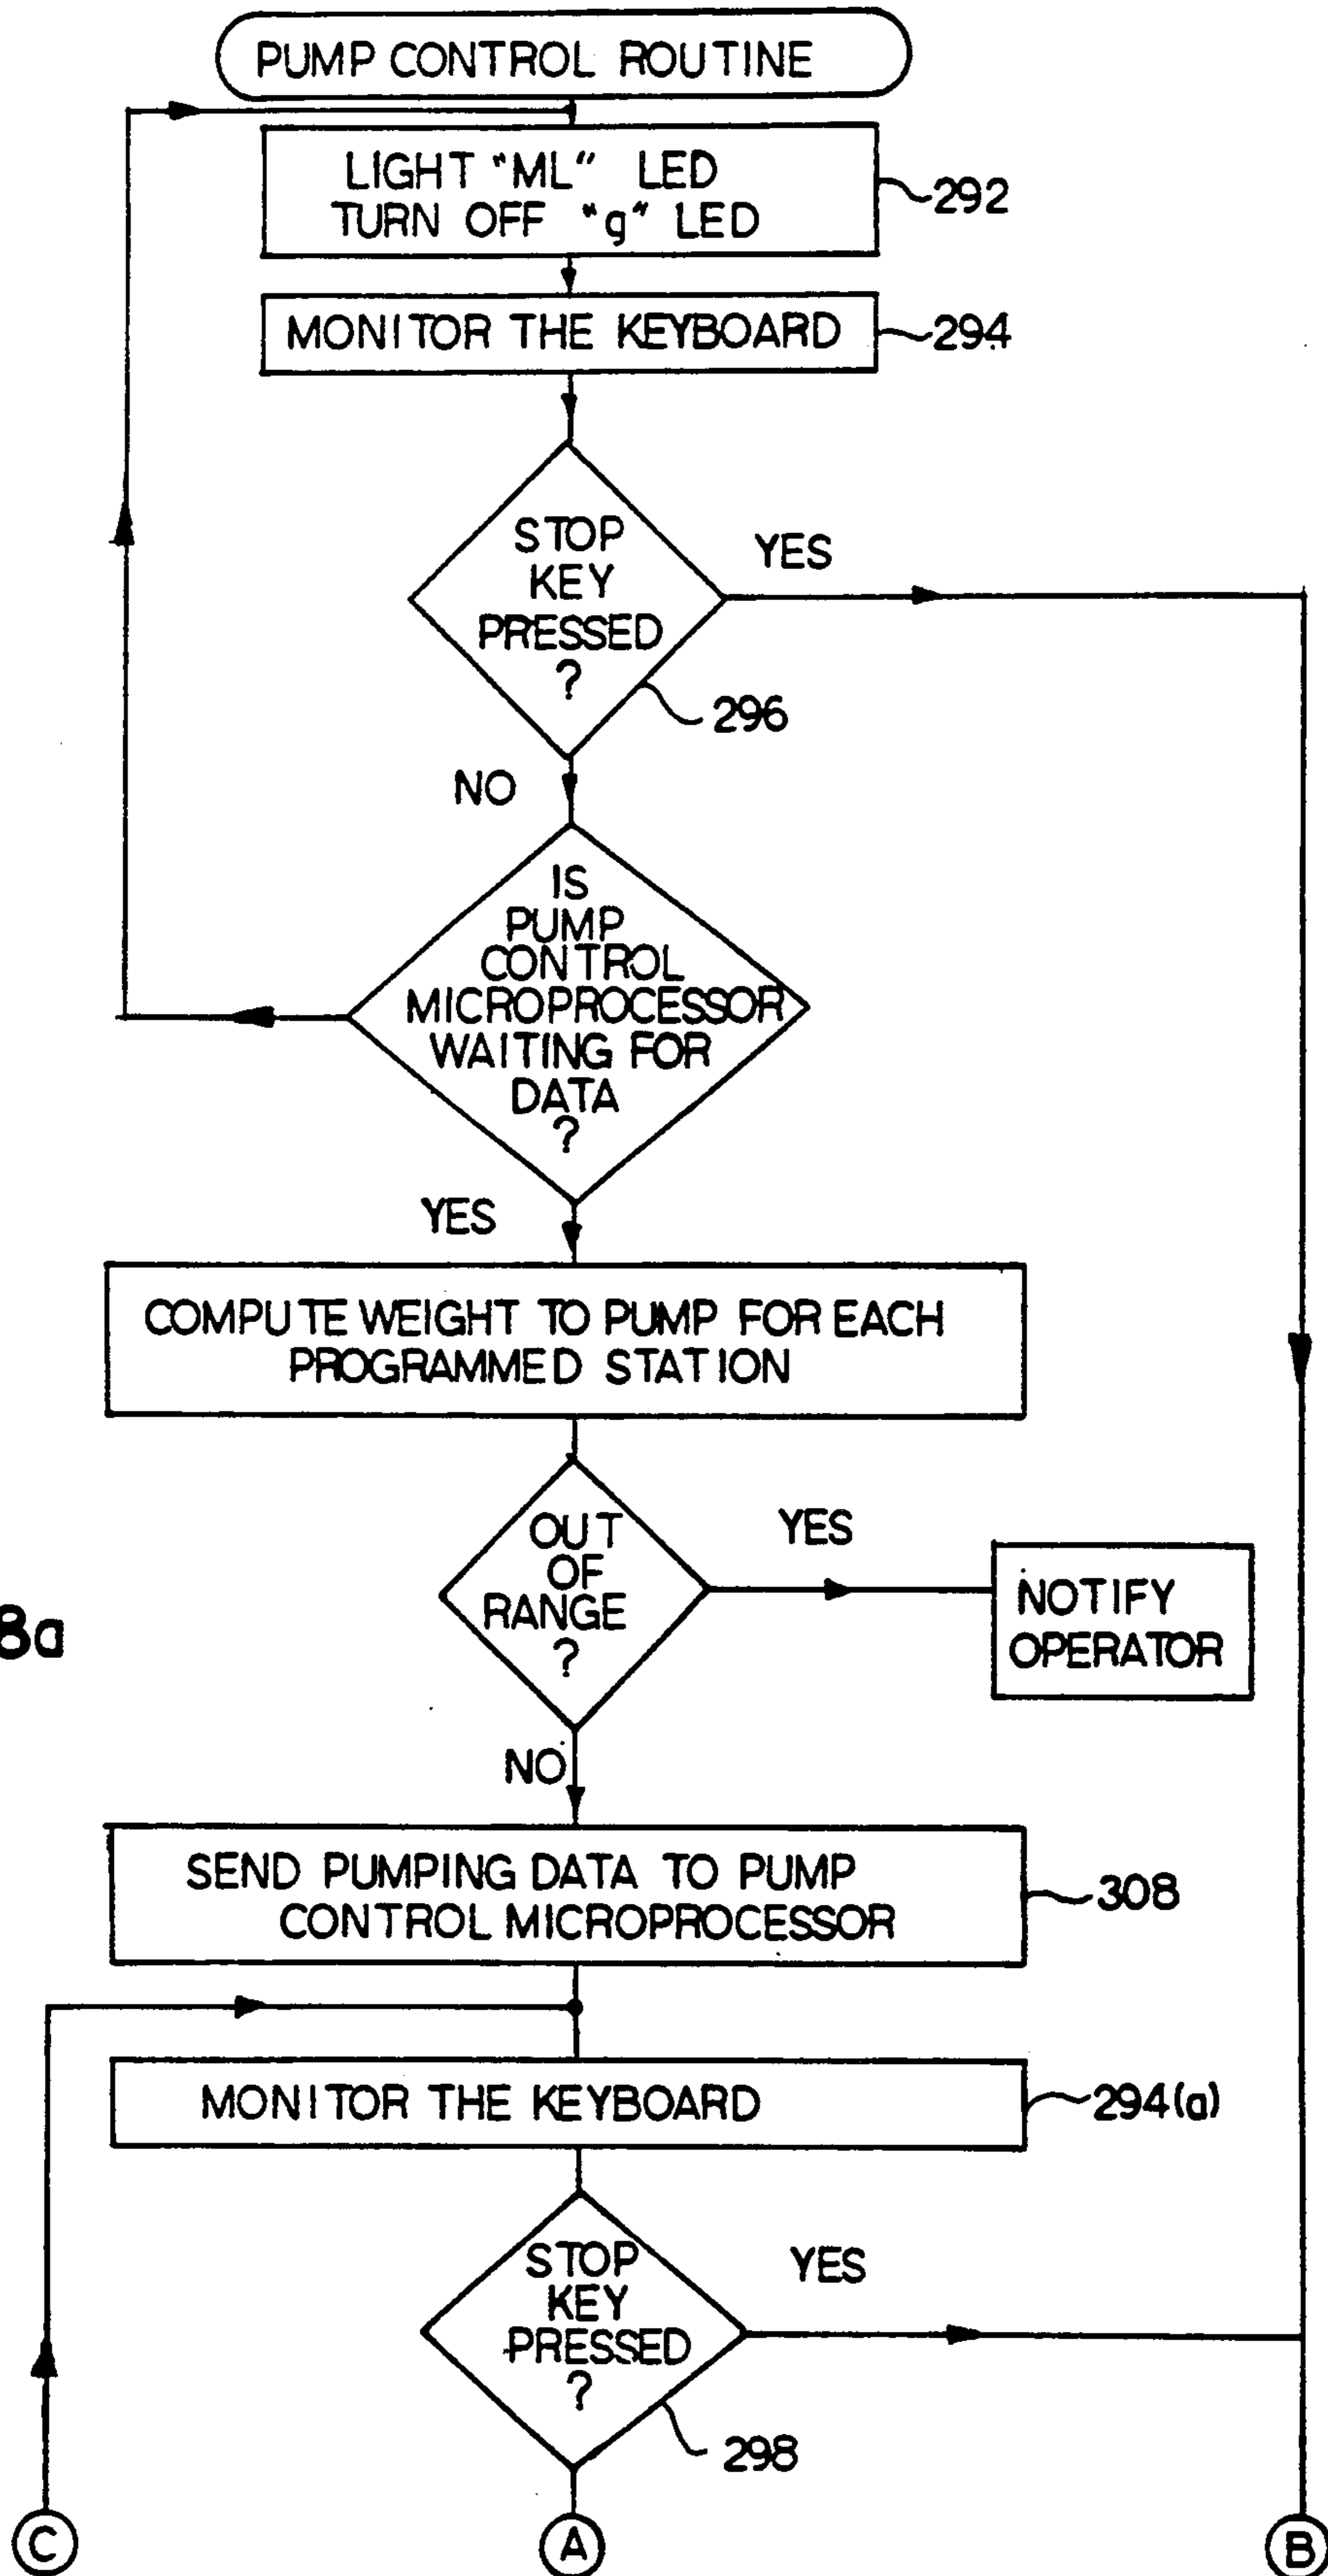 PUMP CONTROL ROUTINE
LIGHT "ML" LED
TURN OFF "g" LED
292
MONITOR THE KEYBOARD
294
STOP
KEY
PRESSED
?
YES
296
NO
IS
PUMP
CONTROL
MICROPROCESSOR
WAITING FOR
DATA
?
YES
COMPUTE WEIGHT TO PUMP FOR EACH
PROGRAMMED STATION
OUT
OF
RANGE
?
YES
NOTIFY
OPERATOR
8a
NO
SEND PUMPING DATA TO PUMP
CONTROL MICROPROCESSOR
308
MONITOR THE KEYBOARD
294(a)
STOP
KEY
PRESSED
?
YES
298
C
A
B